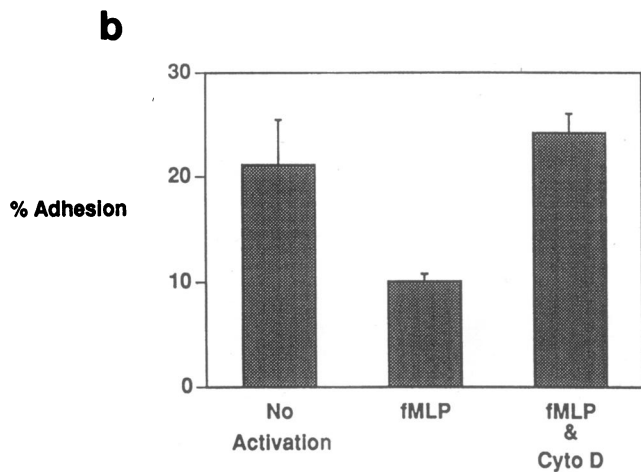 b
30
20
10
0
% Adhesion
No
Activation
fMLP
fMLP
&
Cyto D